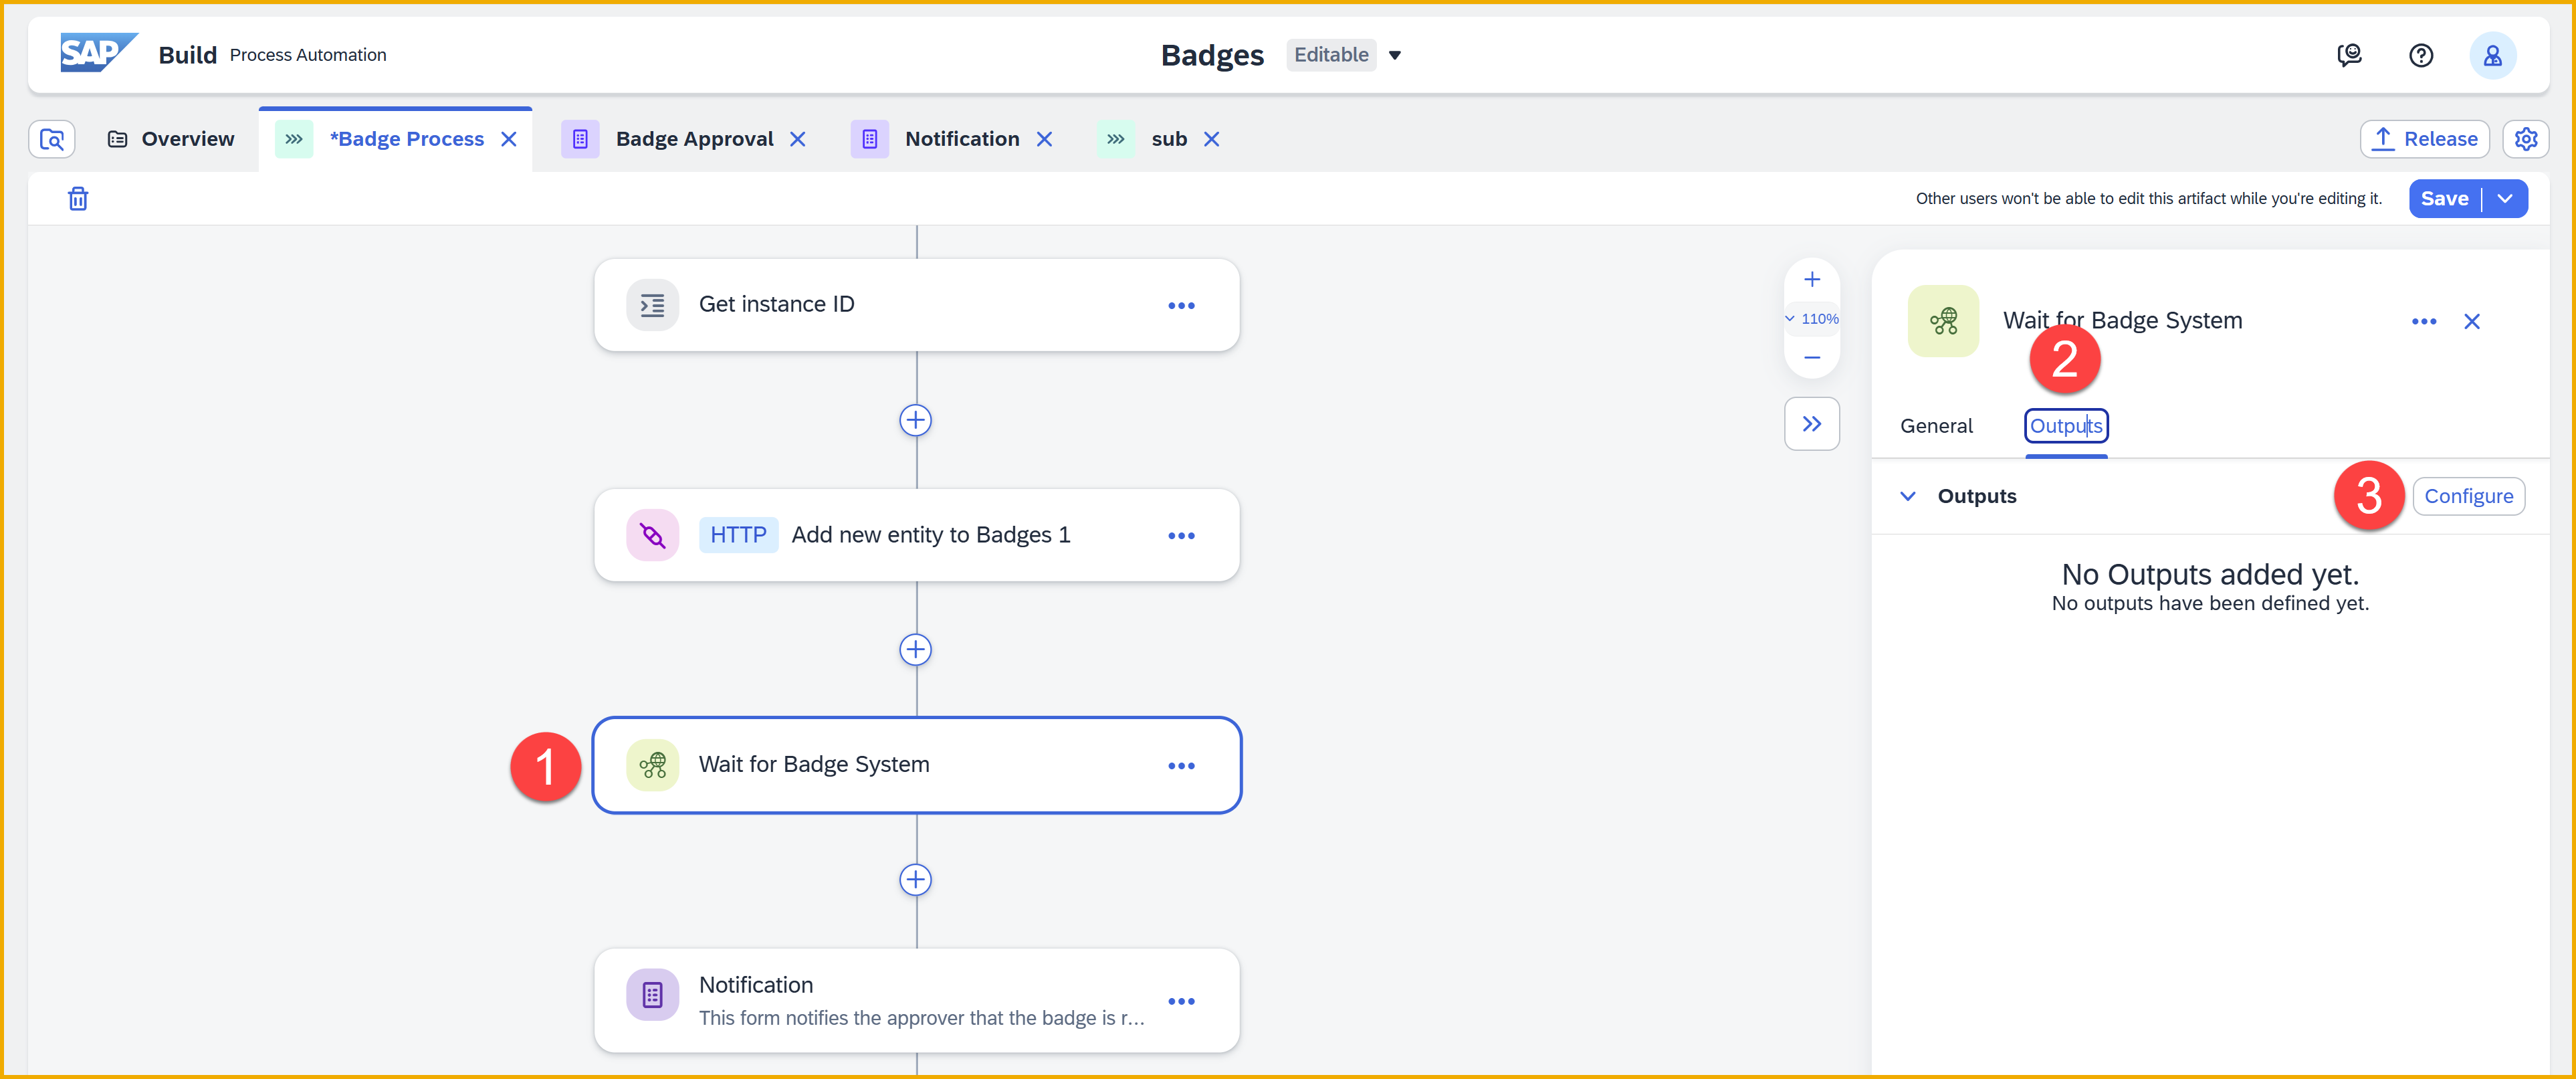 SAP Build Process Automation
Badges Editable
Overview
*Badge Process
Badge Approval
Notification
sub
Release
Other users won't be able to edit this artifact while you're editing it.
Save
Get instance ID
110%
Wait for Badge System
2
General
Outputs
Outputs
3
Configure
No Outputs added yet.
No outputs have been defined yet.
HTTP Add new entity to Badges 1
1
Wait for Badge System
Notification
This form notifies the approver that the badge is r...